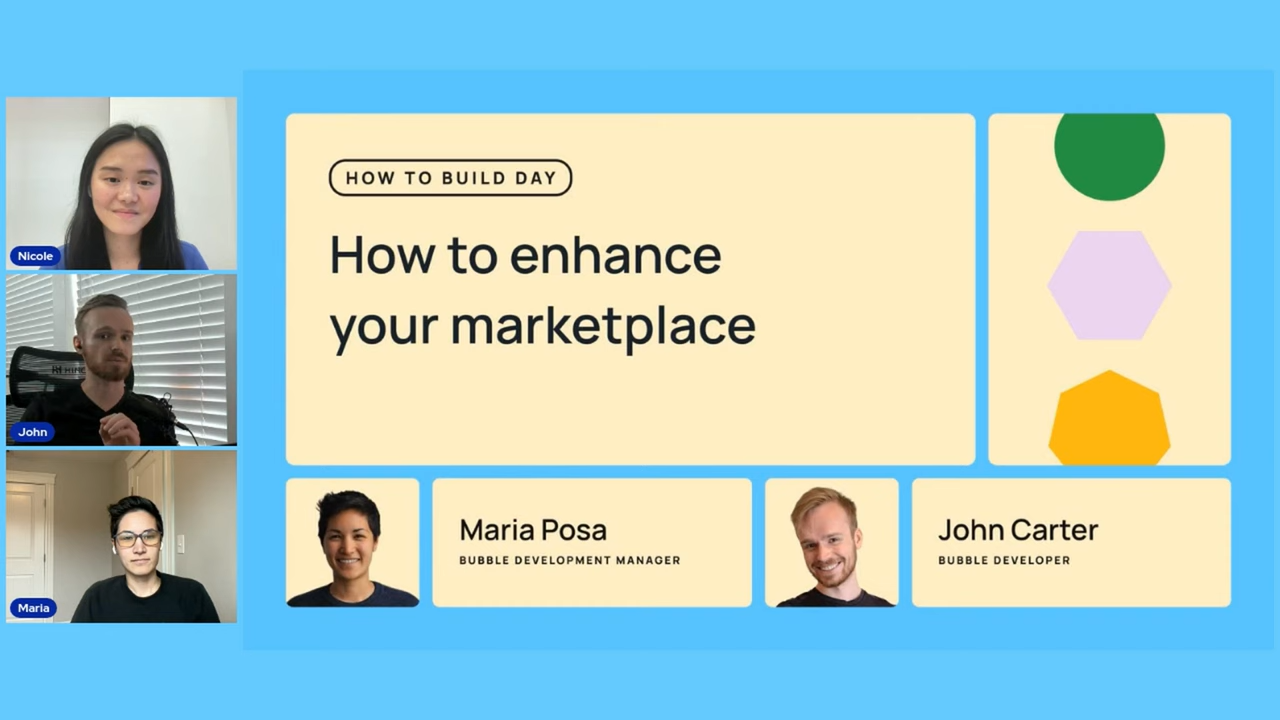 Nicole
John
Maria
HOW TO BUILD DAY
How to enhance
your marketplace
Maria Posa
BUBBLE DEVELOPMENT MANAGER
John Carter
BUBBLE DEVELOPER